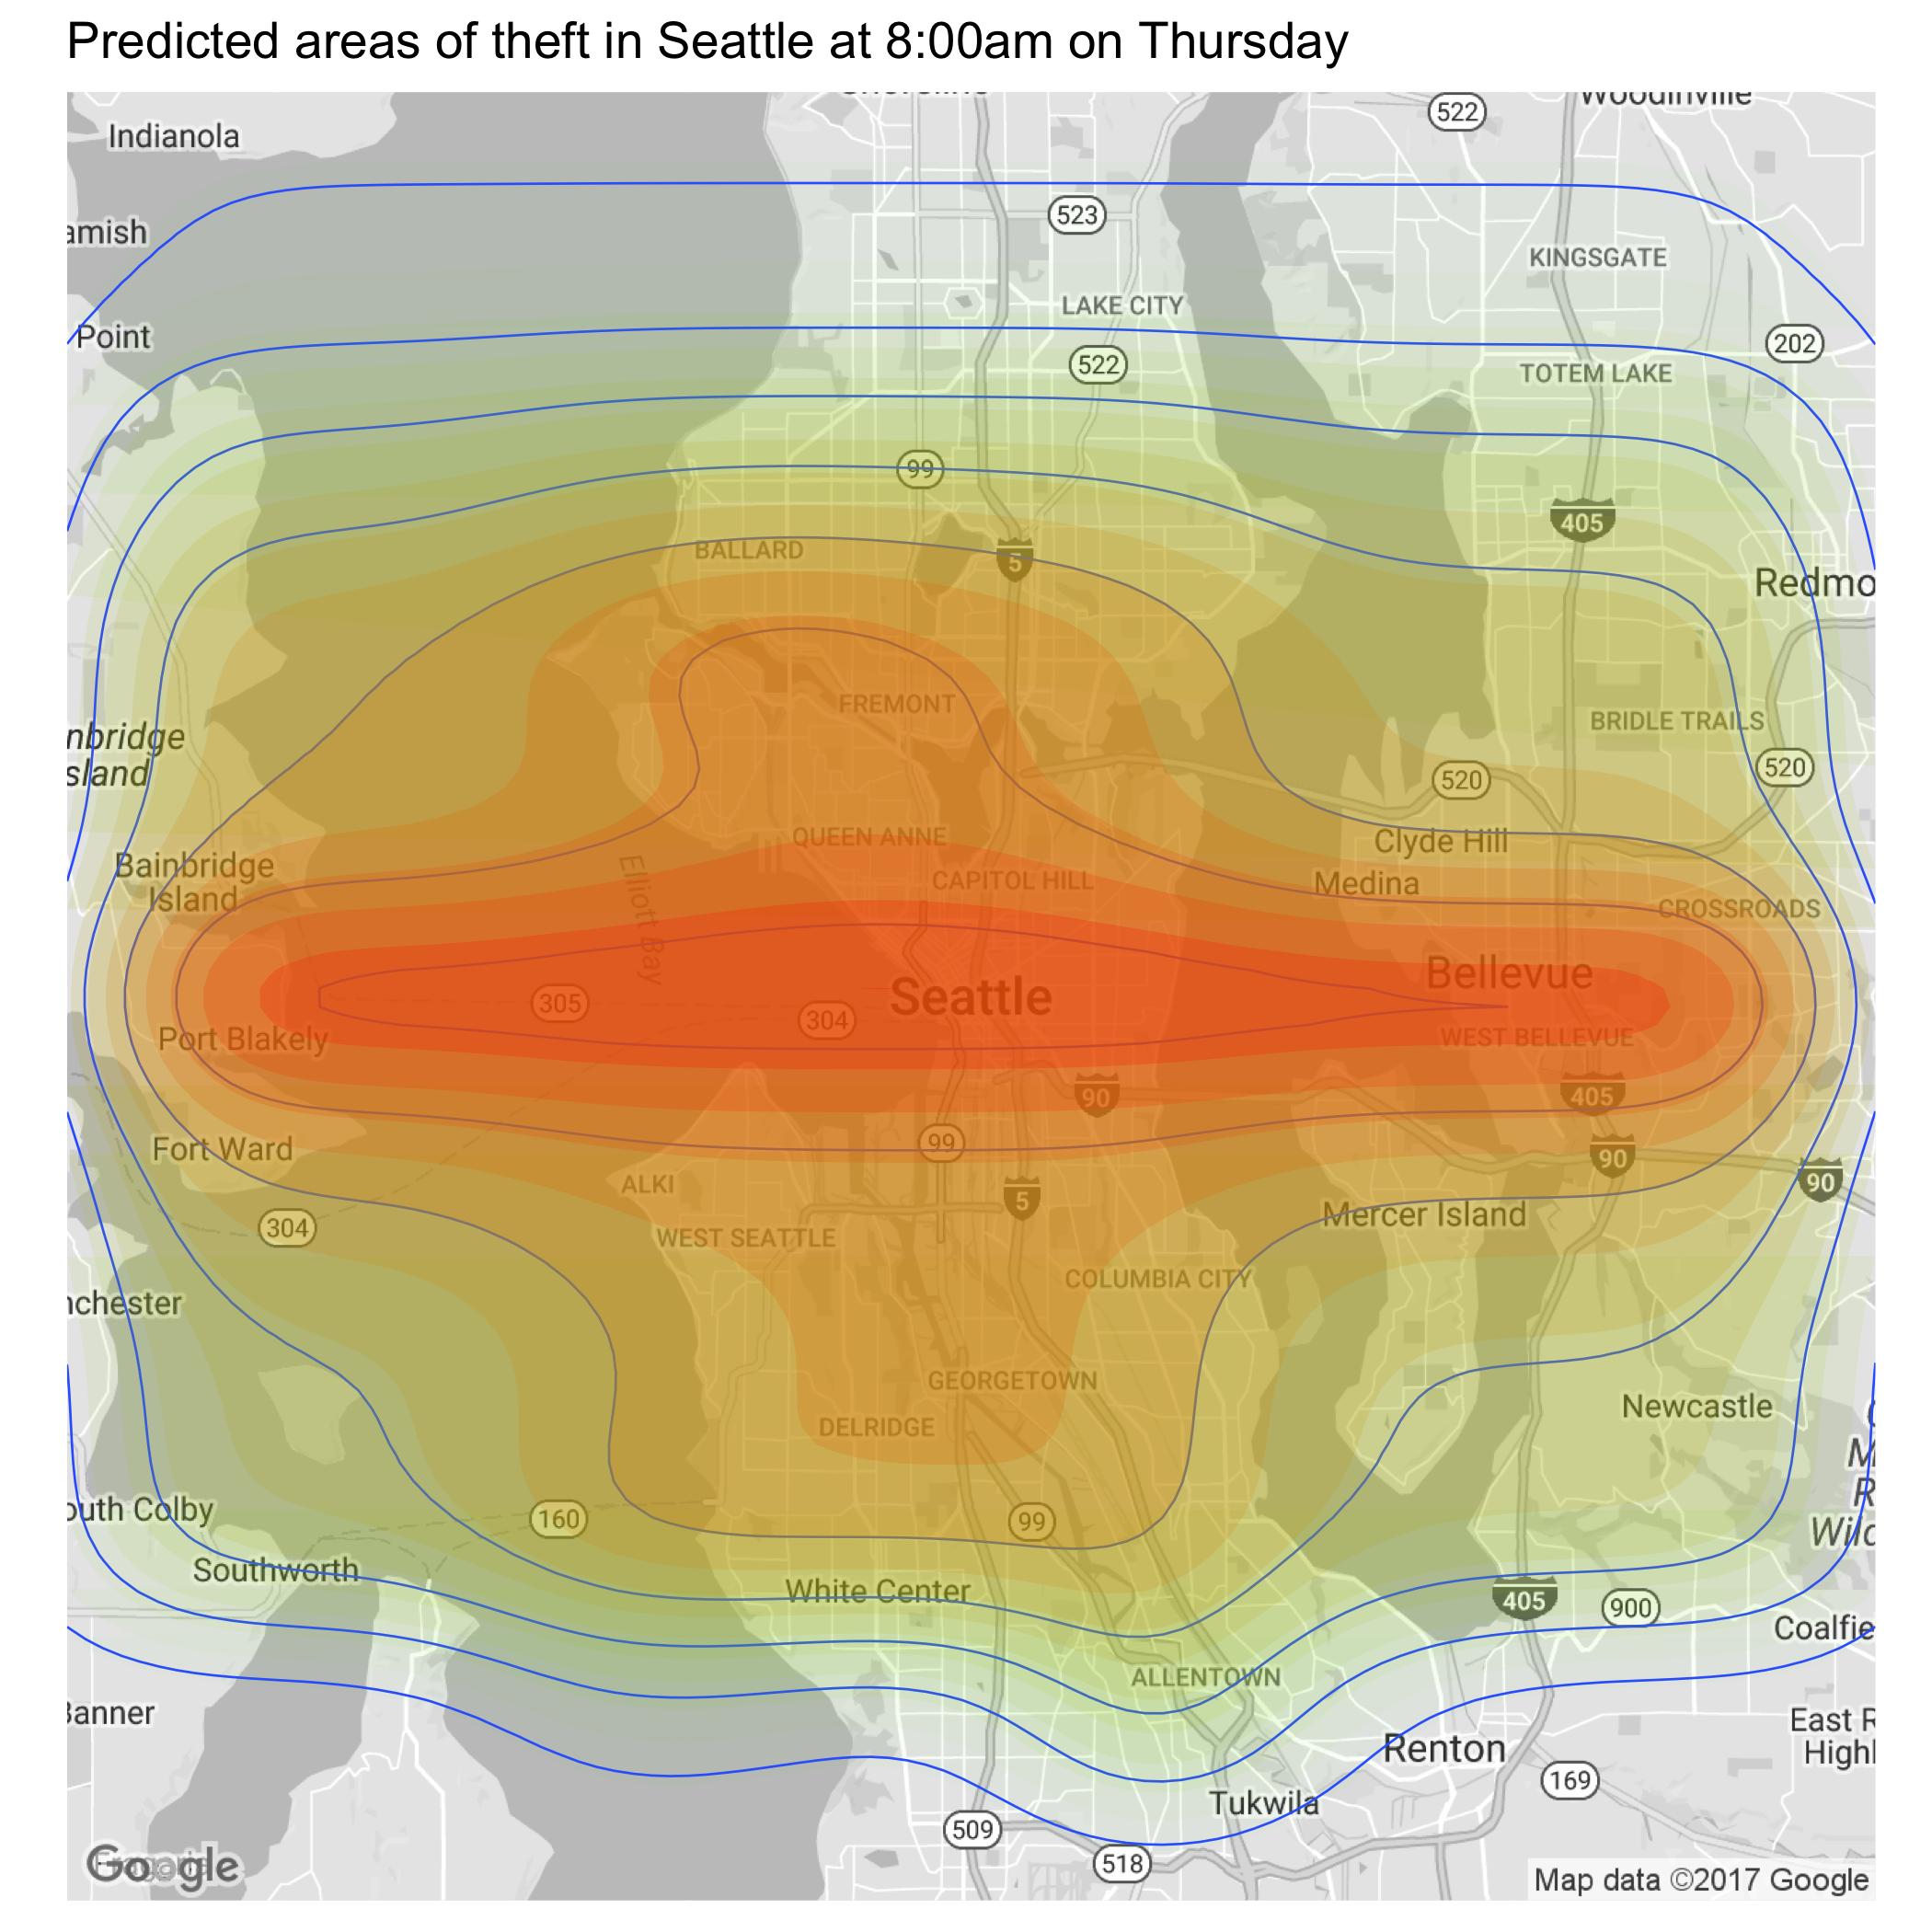 Predicted areas of theft in Seattle at 8:00am on Thursday
Shoreline
Woodinville
522
Indianola
523
amish
KINGSGATE
LAKE CITY
Point
202
522
TOTEM LAKE
99
405
BALLARD
5
Redmo
FREMONT
BRIDLE TRAILS
nbridge
sland
520
520
QUEEN ANNE
Clyde Hill
Bainbridge
Island
Elliott Bay
CAPITOL HILL
Medina
CROSSROADS
Bellevue
305
Seattle
304
Port Blakely
WEST BELLEVUE
90
405
Fort Ward
99
90
90
ALKI
5
304
WEST SEATTLE
Mercer Island
COLUMBIA CITY
nchester
GEORGETOWN
Newcastle
DELRIDGE
M
R
Wild
outh Colby
160
99
Southworth
White Center
405
900
Coalfie
ALLENTOWN
Banner
East R
Highl
Renton
169
Tukwila
509
518
Google
Map data ©2017 Google